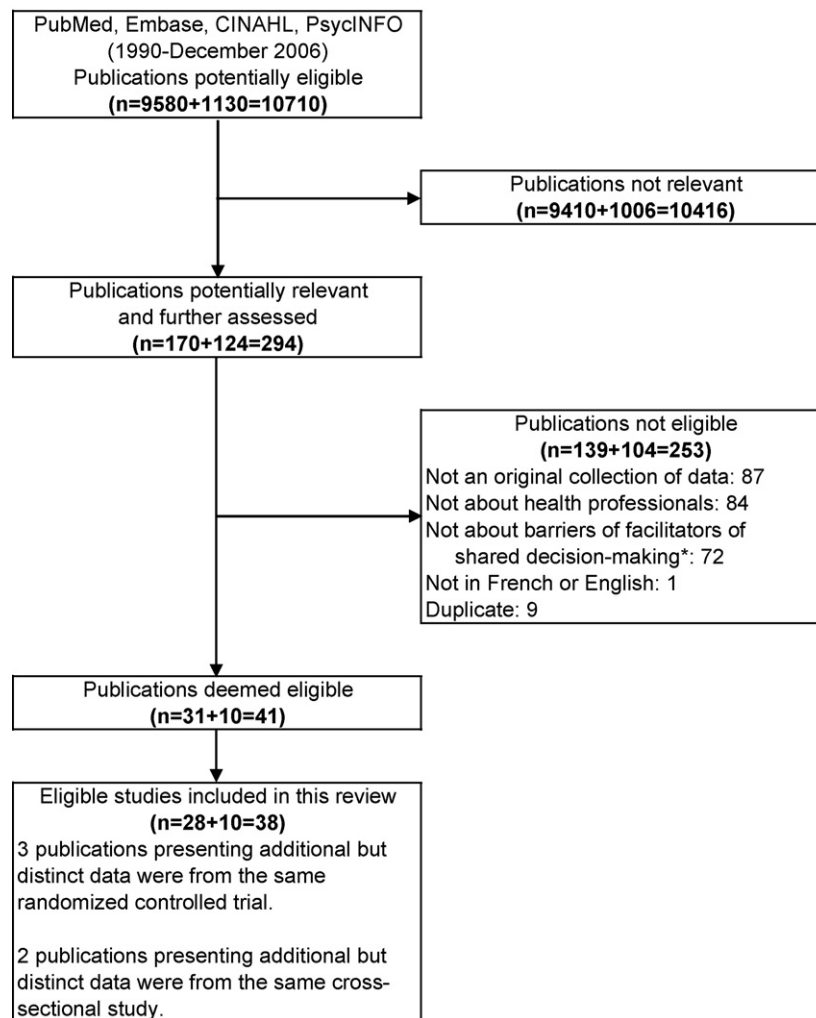 PubMed, Embase, CINAHL, PsycINFO
(1990-December 2006)
Publications potentially eligible
(n=9580+1130=10710)
Publications not relevant
(n=9410+1006=10416)
Publications potentially relevant
and further assessed
(n=170+124=294)
Publications not eligible
(n=139+104=253)
Not an original collection of data: 87
Not about health professionals: 84
Not about barriers of facilitators of
shared decision-making*: 72
Not in French or English: 1
Duplicate: 9
Publications deemed eligible
(n=31+10=41)
Eligible studies included in this review
(n=28+10=38)
3 publications presenting additional but
distinct data were from the same
randomized controlled trial.
2 publications presenting additional but
distinct data were from the same cross-
sectional study.